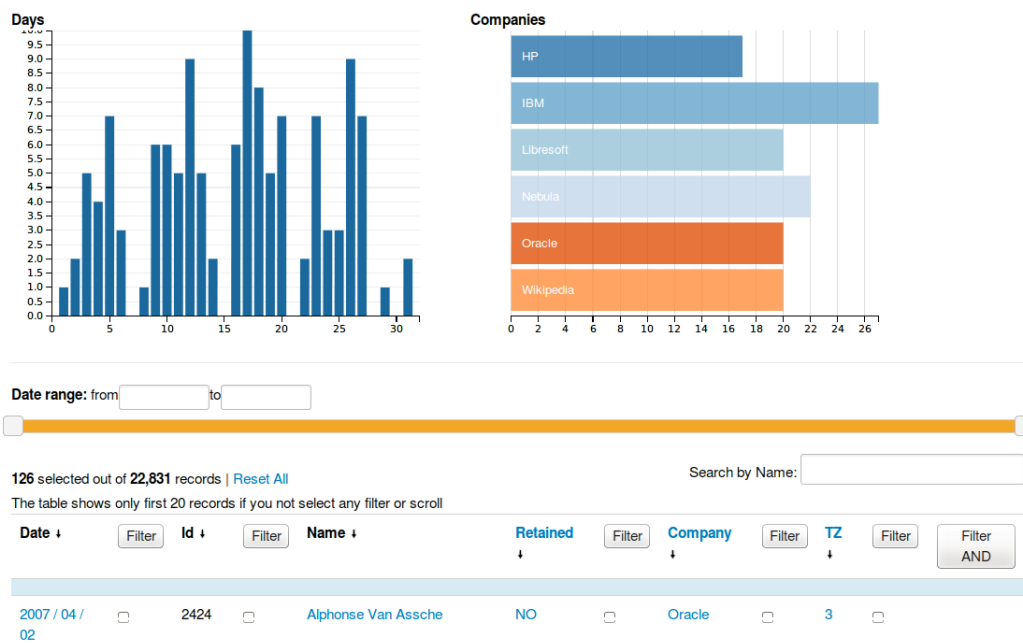 Days
10.0
9.5
9.0
8.5
8.0
7.5
7.0
6.5
6.0
5.5
5.0
4.5
4.0
3.5
3.0
2.5
2.0
1.5
1.0
0.5
0.0
0 5 10 15 20 25 30
Companies
HP
IBM
Libresoft
Nebula
Oracle
Wikipedia
0 2 4 6 8 10 12 14 16 18 20 22 24 26
Date range: from to
126 selected out of 22,831 records | Reset All
Search by Name:
The table shows only first 20 records if you not select any filter or scroll
Date ↓ Filter Id ↓ Filter Name ↓ Retained ↓ Filter Company ↓ Filter TZ ↓ Filter Filter AND
2007 / 04 / 02 2424 Alphonse Van Assche NO Oracle 3